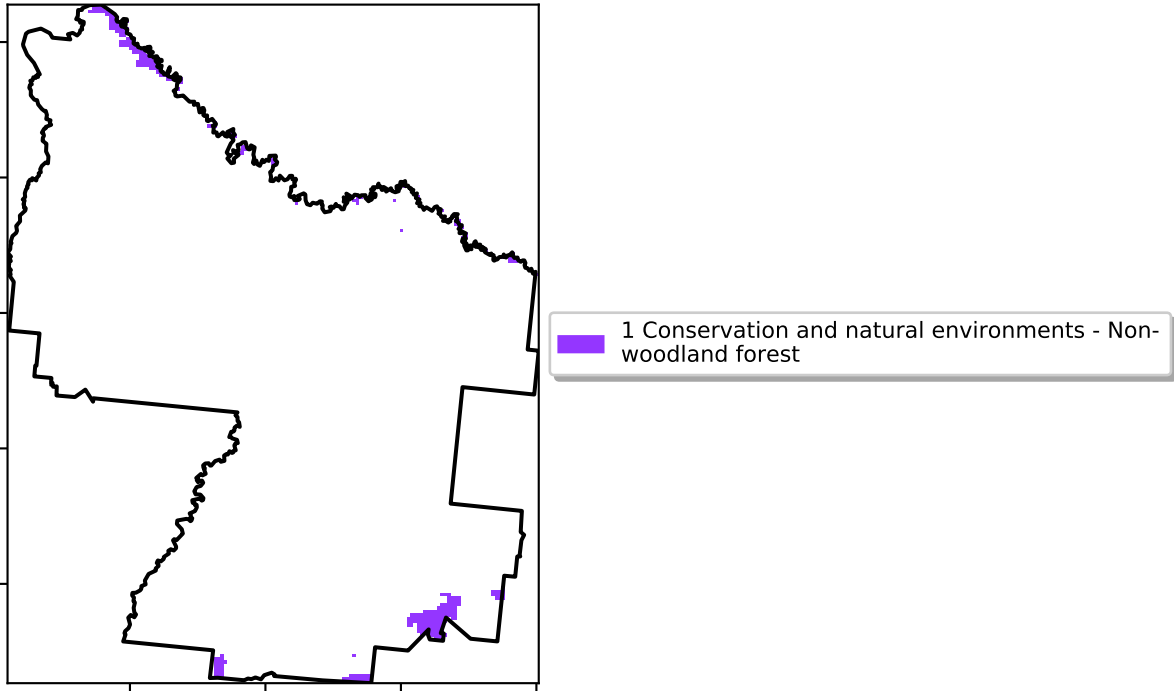 1 Conservation and natural environments - Non-
woodland forest